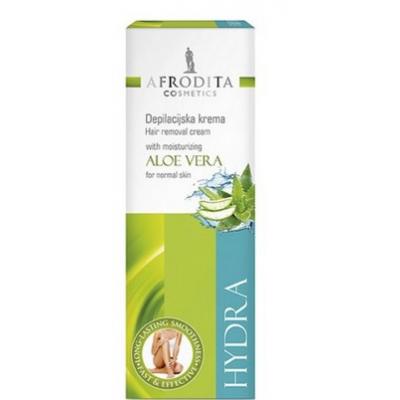 AFRODITA
COSMETICS
Depilacijska krema
Hair removal cream
with moisturizing
ALOE VERA
for normal skin
HYDRA
LONG-LASTING SMOOTHNESS
FAST & EFFECTIVE